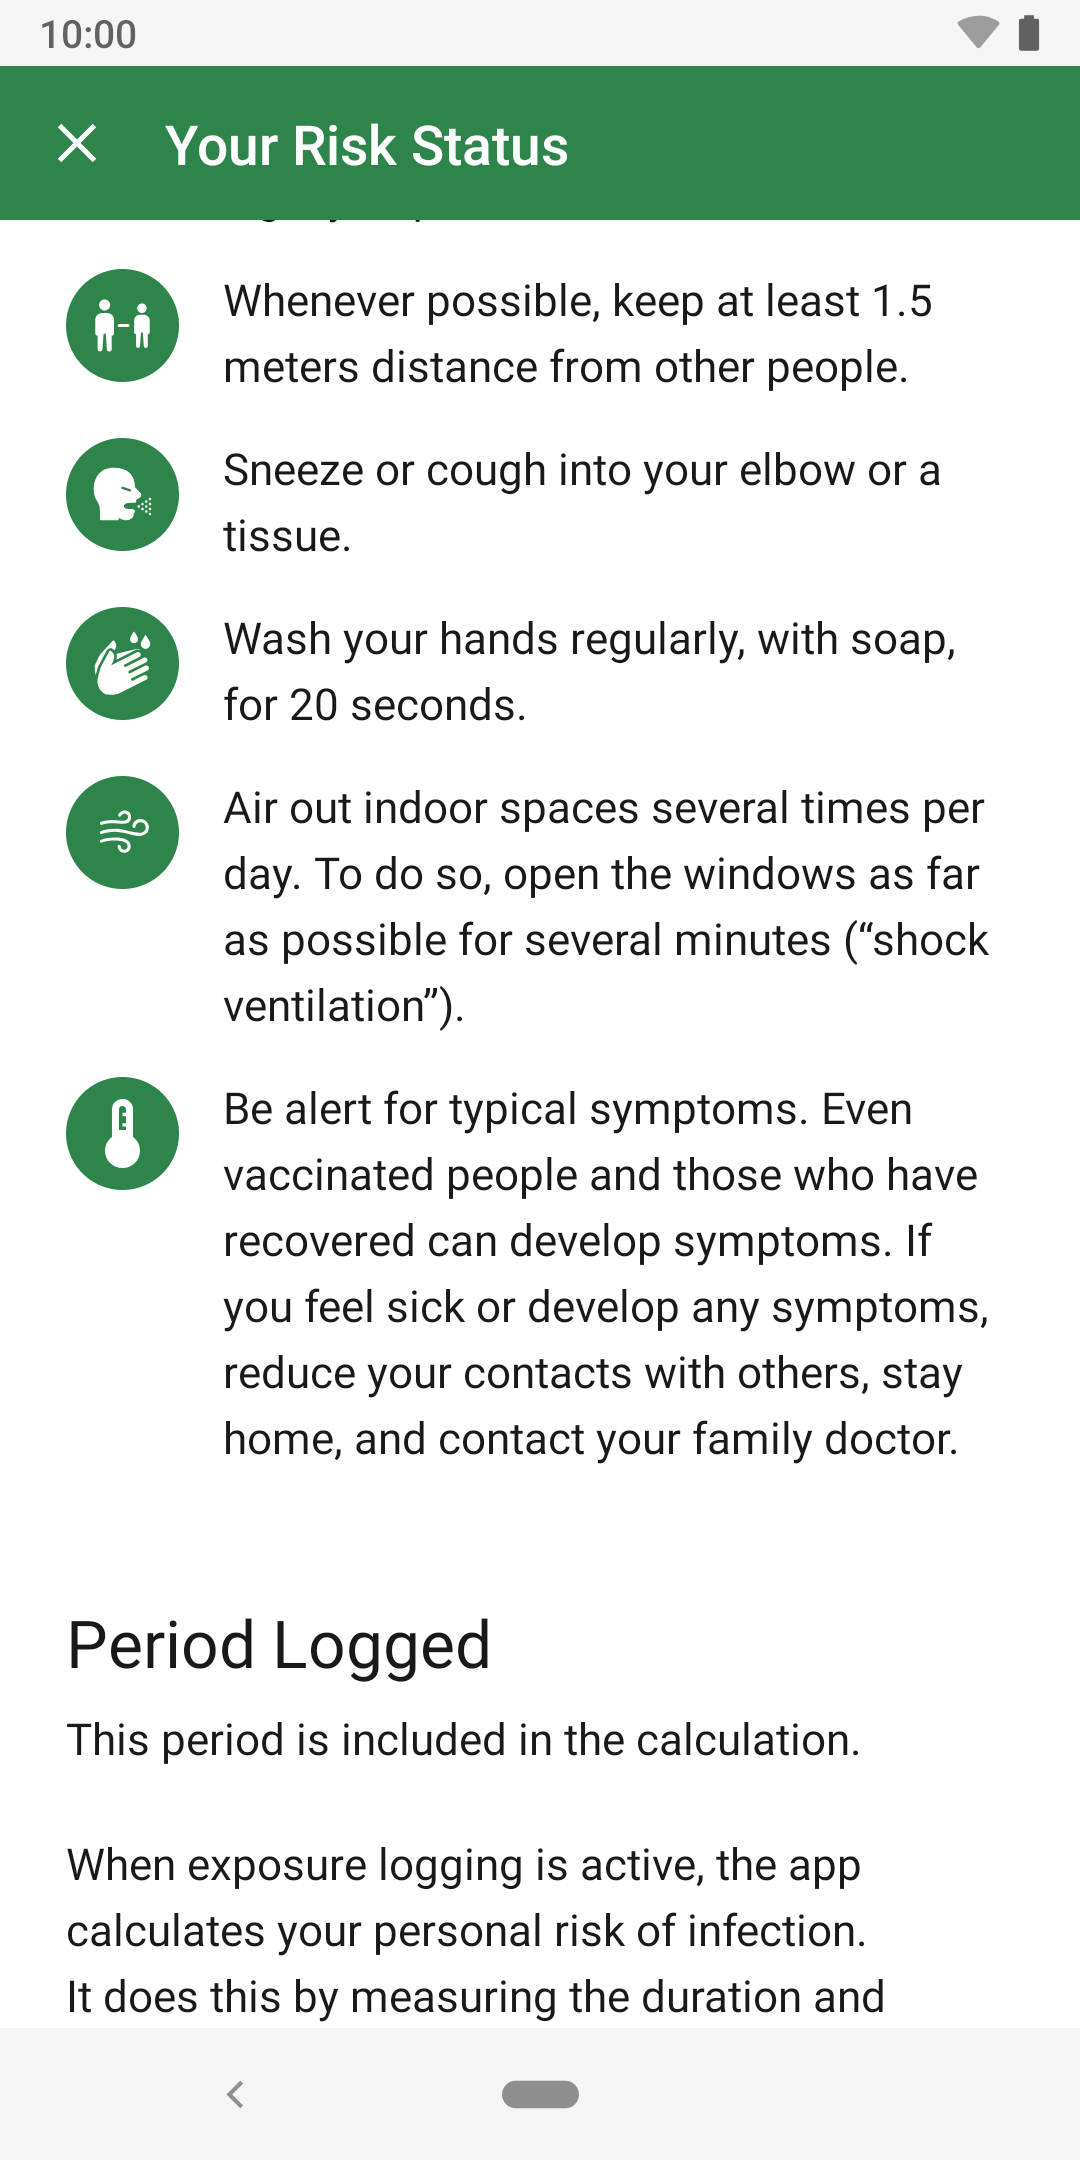 10:00
Your Risk Status
Whenever possible, keep at least 1.5
meters distance from other people.
Sneeze or cough into your elbow or a
tissue.
Wash your hands regularly, with soap,
for 20 seconds.
Air out indoor spaces several times per
day. To do so, open the windows as far
as possible for several minutes (“shock
ventilation”).
Be alert for typical symptoms. Even
vaccinated people and those who have
recovered can develop symptoms. If
you feel sick or develop any symptoms,
reduce your contacts with others, stay
home, and contact your family doctor.
Period Logged
This period is included in the calculation.
When exposure logging is active, the app
calculates your personal risk of infection.
It does this by measuring the duration and